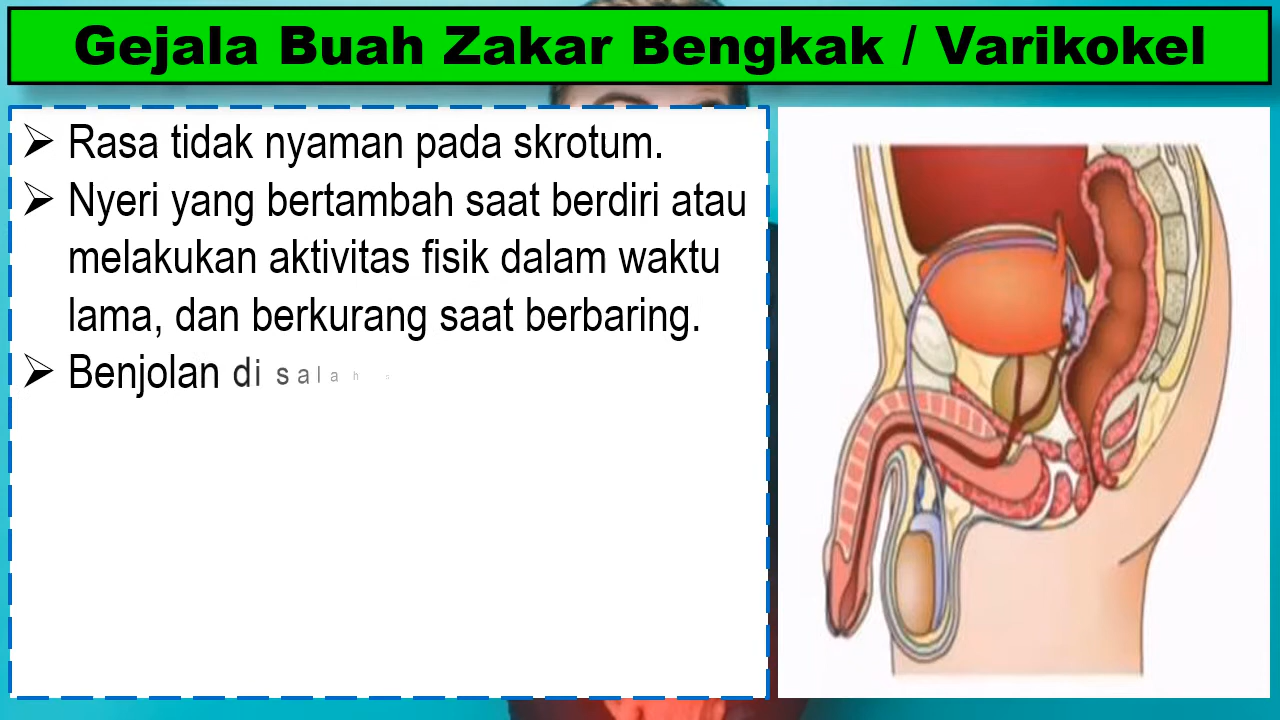 Gejala Buah Zakar Bengkak / Varikokel
➢ Rasa tidak nyaman pada skrotum.
➢ Nyeri yang bertambah saat berdiri atau
melakukan aktivitas fisik dalam waktu
lama, dan berkurang saat berbaring.
➢ Benjolan di salah